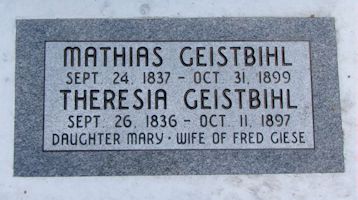 MATHIAS GEISTBIHL
SEPT. 24, 1837 - OCT. 31, 1899
THERESIA GEISTBIHL
SEPT. 26, 1836 - OCT. 11, 1897
DAUGHTER MARY · WIFE OF FRED GIESE